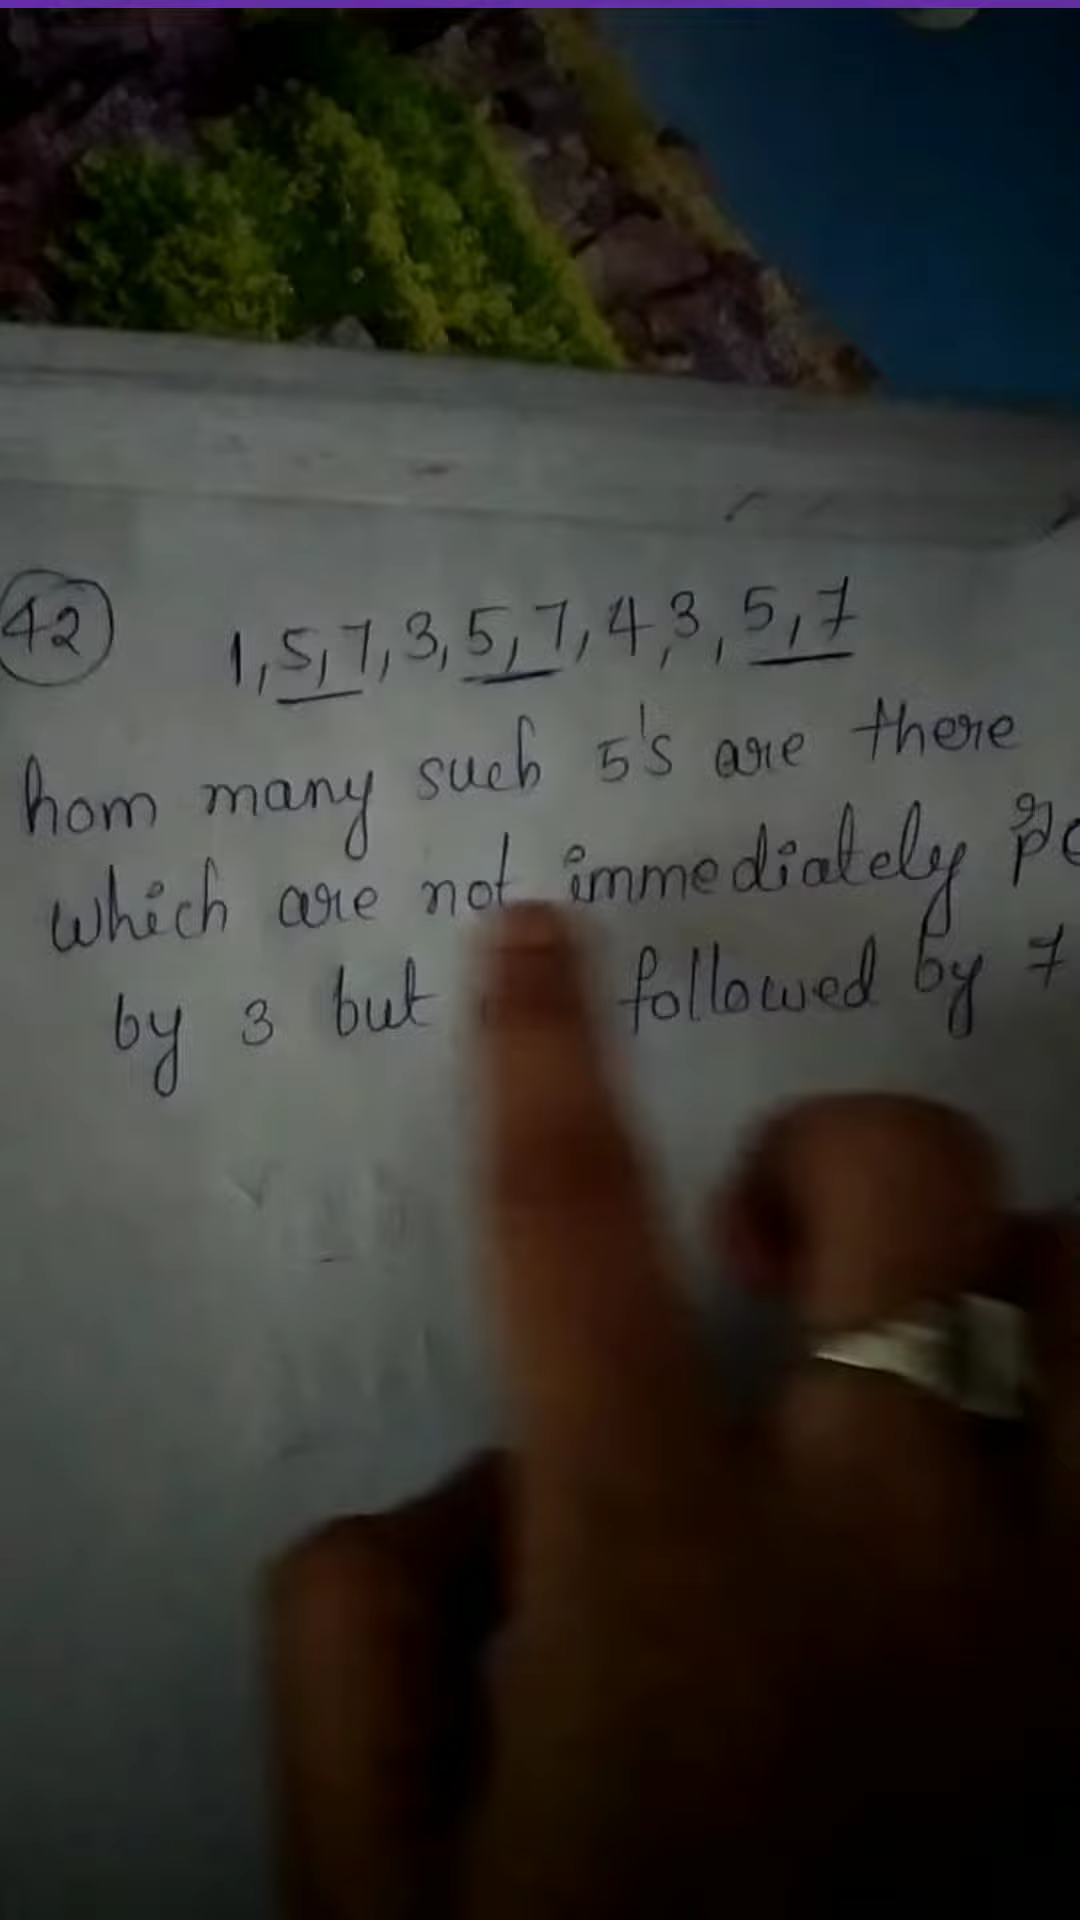 42 1,5,7,3,5,7,4,3,5,7
hom many such 5's are there
which are not immediately
by 3 but followed by 7